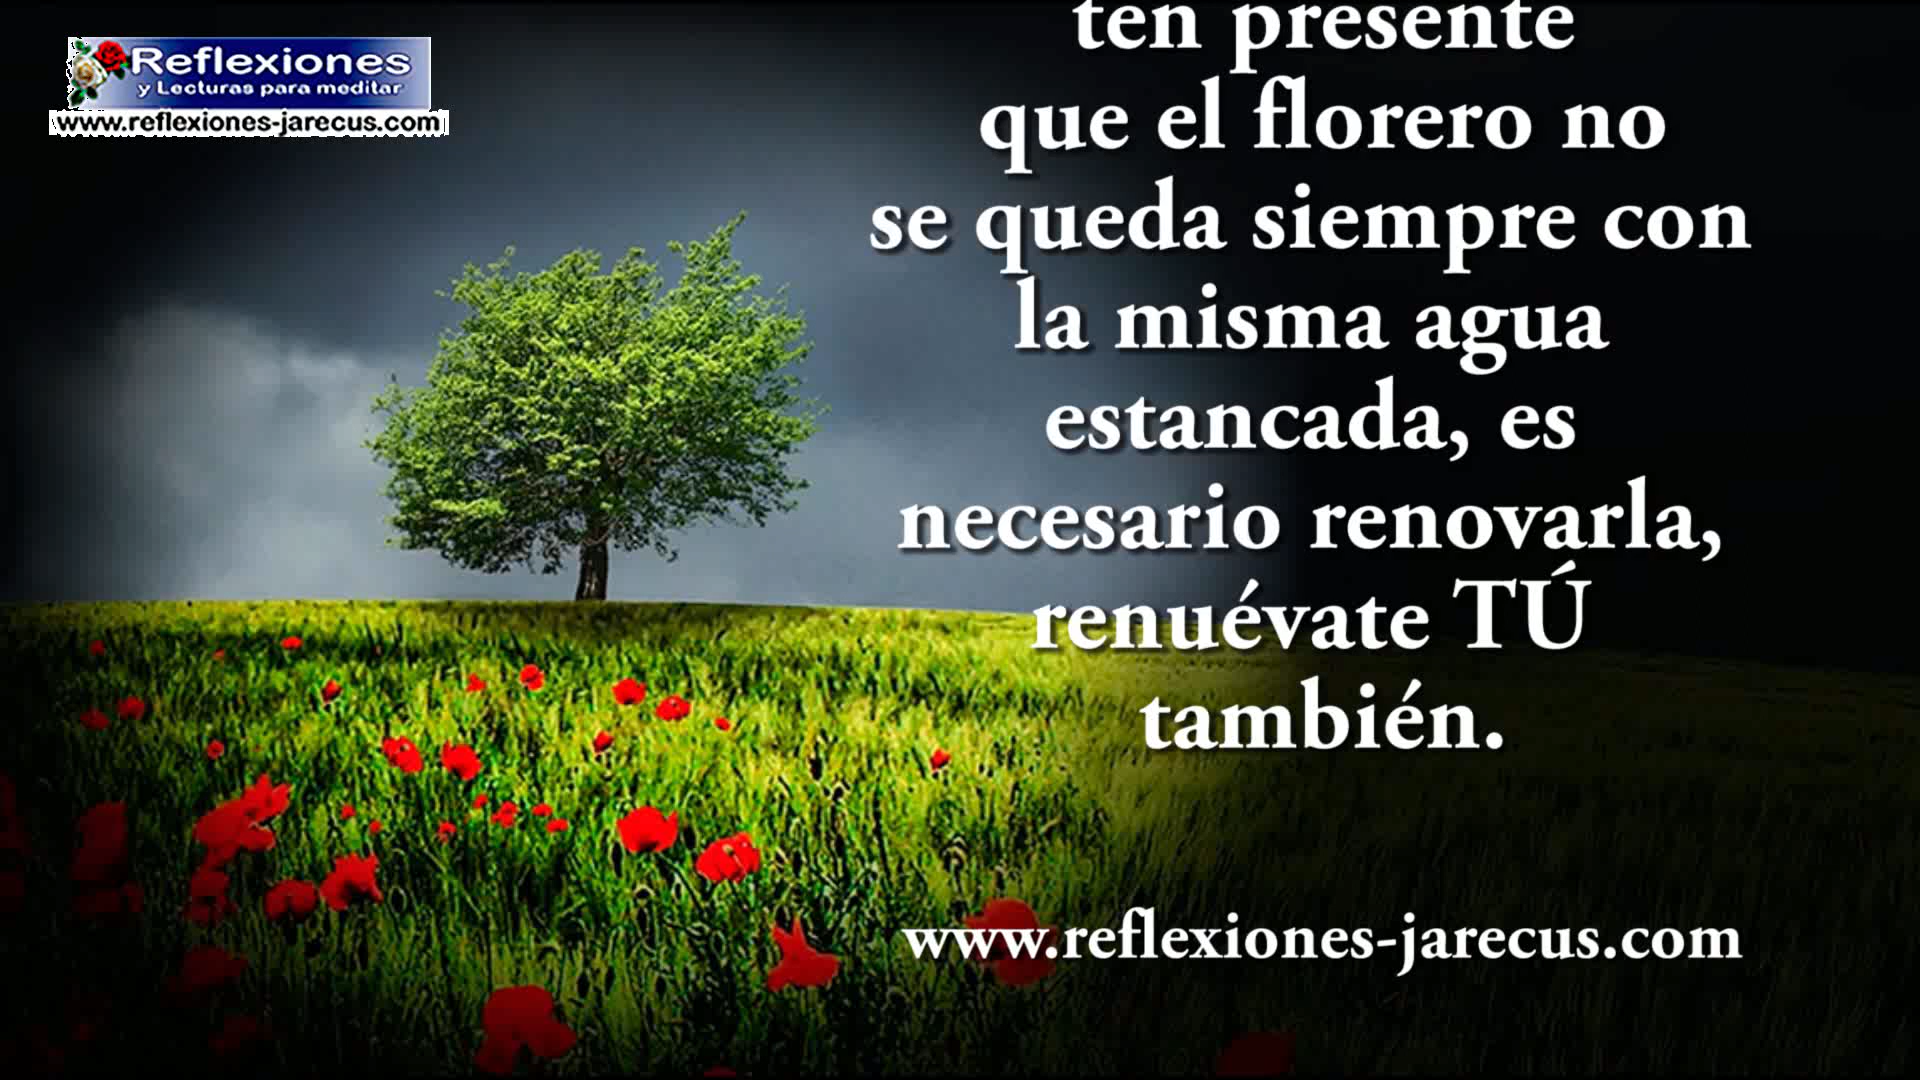 Reflexiones
y Lecturas para meditar
www.reflexiones-jarecus.com
ten presente
que el florero no
se queda siempre con
la misma agua
estancada, es
necesario renovarla,
renuévate TÚ
también.
www.reflexiones-jarecus.com